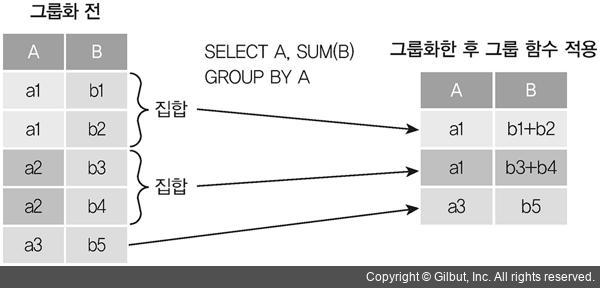 그룹화 전
A B
a1 b1
a1 b2
a2 b3
a2 b4
a3 b5
집합
집합
SELECT A, SUM(B)
GROUP BY A
그룹화한 후 그룹 함수 적용
A B
a1 b1+b2
a1 b3+b4
a3 b5
Copyright © Gilbut, Inc. All rights reserved.